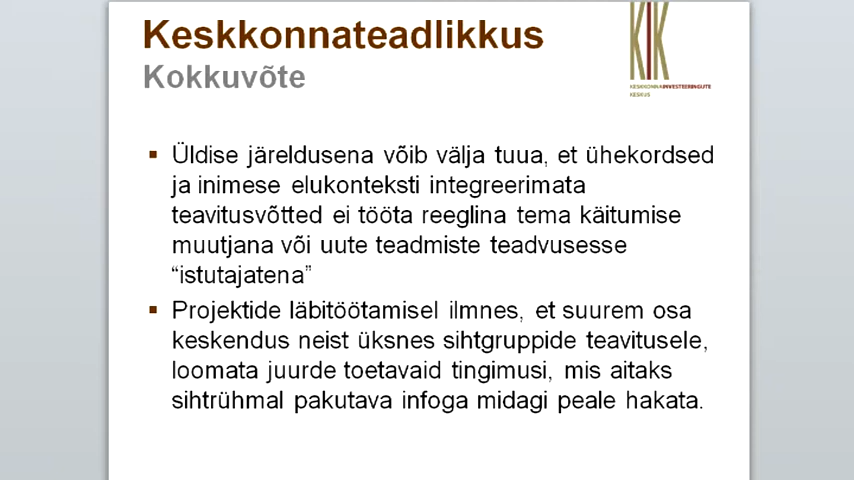 Keskkonnateadlikkus
Kokkuvõte
KIK
KESKKONNAINVESTEERINGUTE
KESKUS
Üldise järeldusena võib välja tuua, et ühekordsed
ja inimese elukonteksti integreerimata
teavitusvõtted ei tööta reeglina tema käitumise
muutjana või uute teadmiste teadvusesse
“istutajatena”
Projektide läbitöötamisel ilmnes, et suurem osa
keskendus neist üksnes sihtgruppide teavitusele,
loomata juurde toetavaid tingimusi, mis aitaks
sihtrühmal pakutava infoga midagi peale hakata.